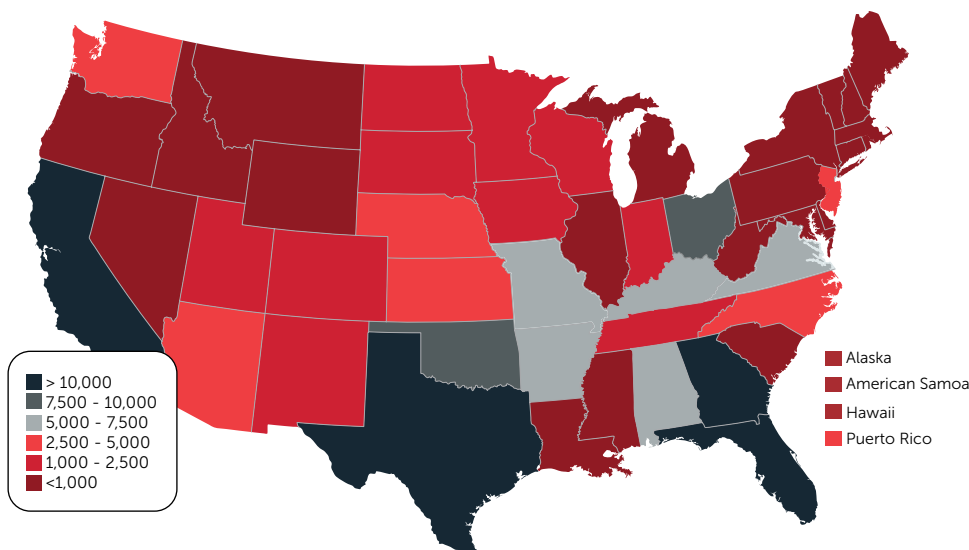 > 10,000
7,500 - 10,000
5,000 - 7,500
2,500 - 5,000
1,000 - 2,500
<1,000
Alaska
American Samoa
Hawaii
Puerto Rico